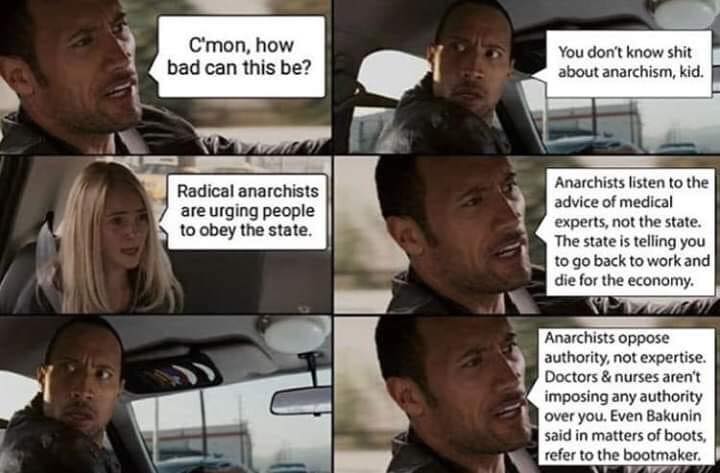 C'mon, how
bad can this be?
Radical anarchists
are urging people
to obey the state.
You don't know shit
about anarchism, kid.
Anarchists listen to the
advice of medical
experts, not the state.
The state is telling you
to go back to work and
die for the economy.
Anarchists oppose
authority, not expertise.
Doctors & nurses aren't
imposing any authority
over you. Even Bakunin
said in matters of boots,
refer to the bootmaker.